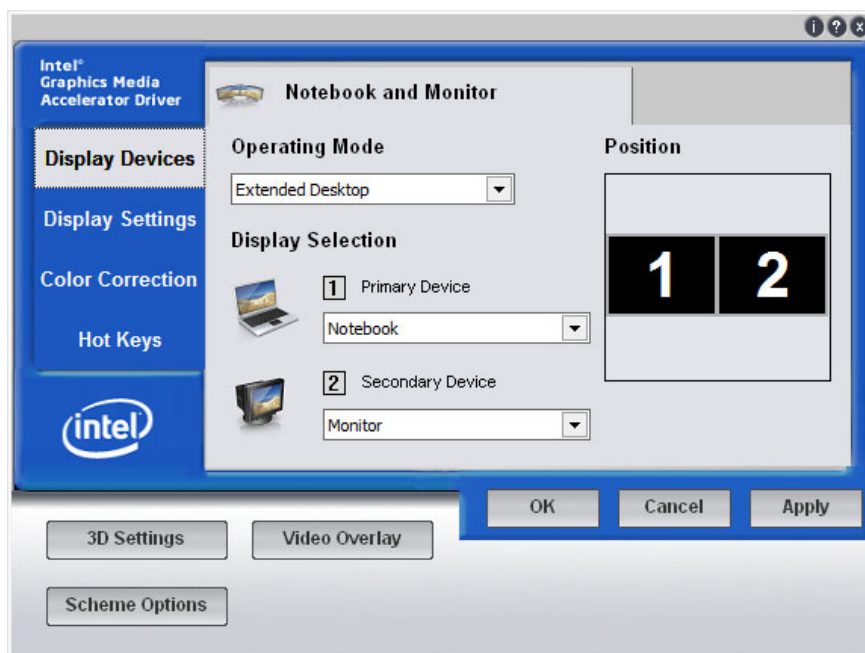 i ? x
Intel®
Graphics Media
Accelerator Driver
Notebook and Monitor
Display Devices
Display Settings
Color Correction
Hot Keys
intel
Operating Mode
Extended Desktop
Display Selection
1 Primary Device
Notebook
2 Secondary Device
Monitor
Position
1 2
OK Cancel Apply
3D Settings Video Overlay
Scheme Options